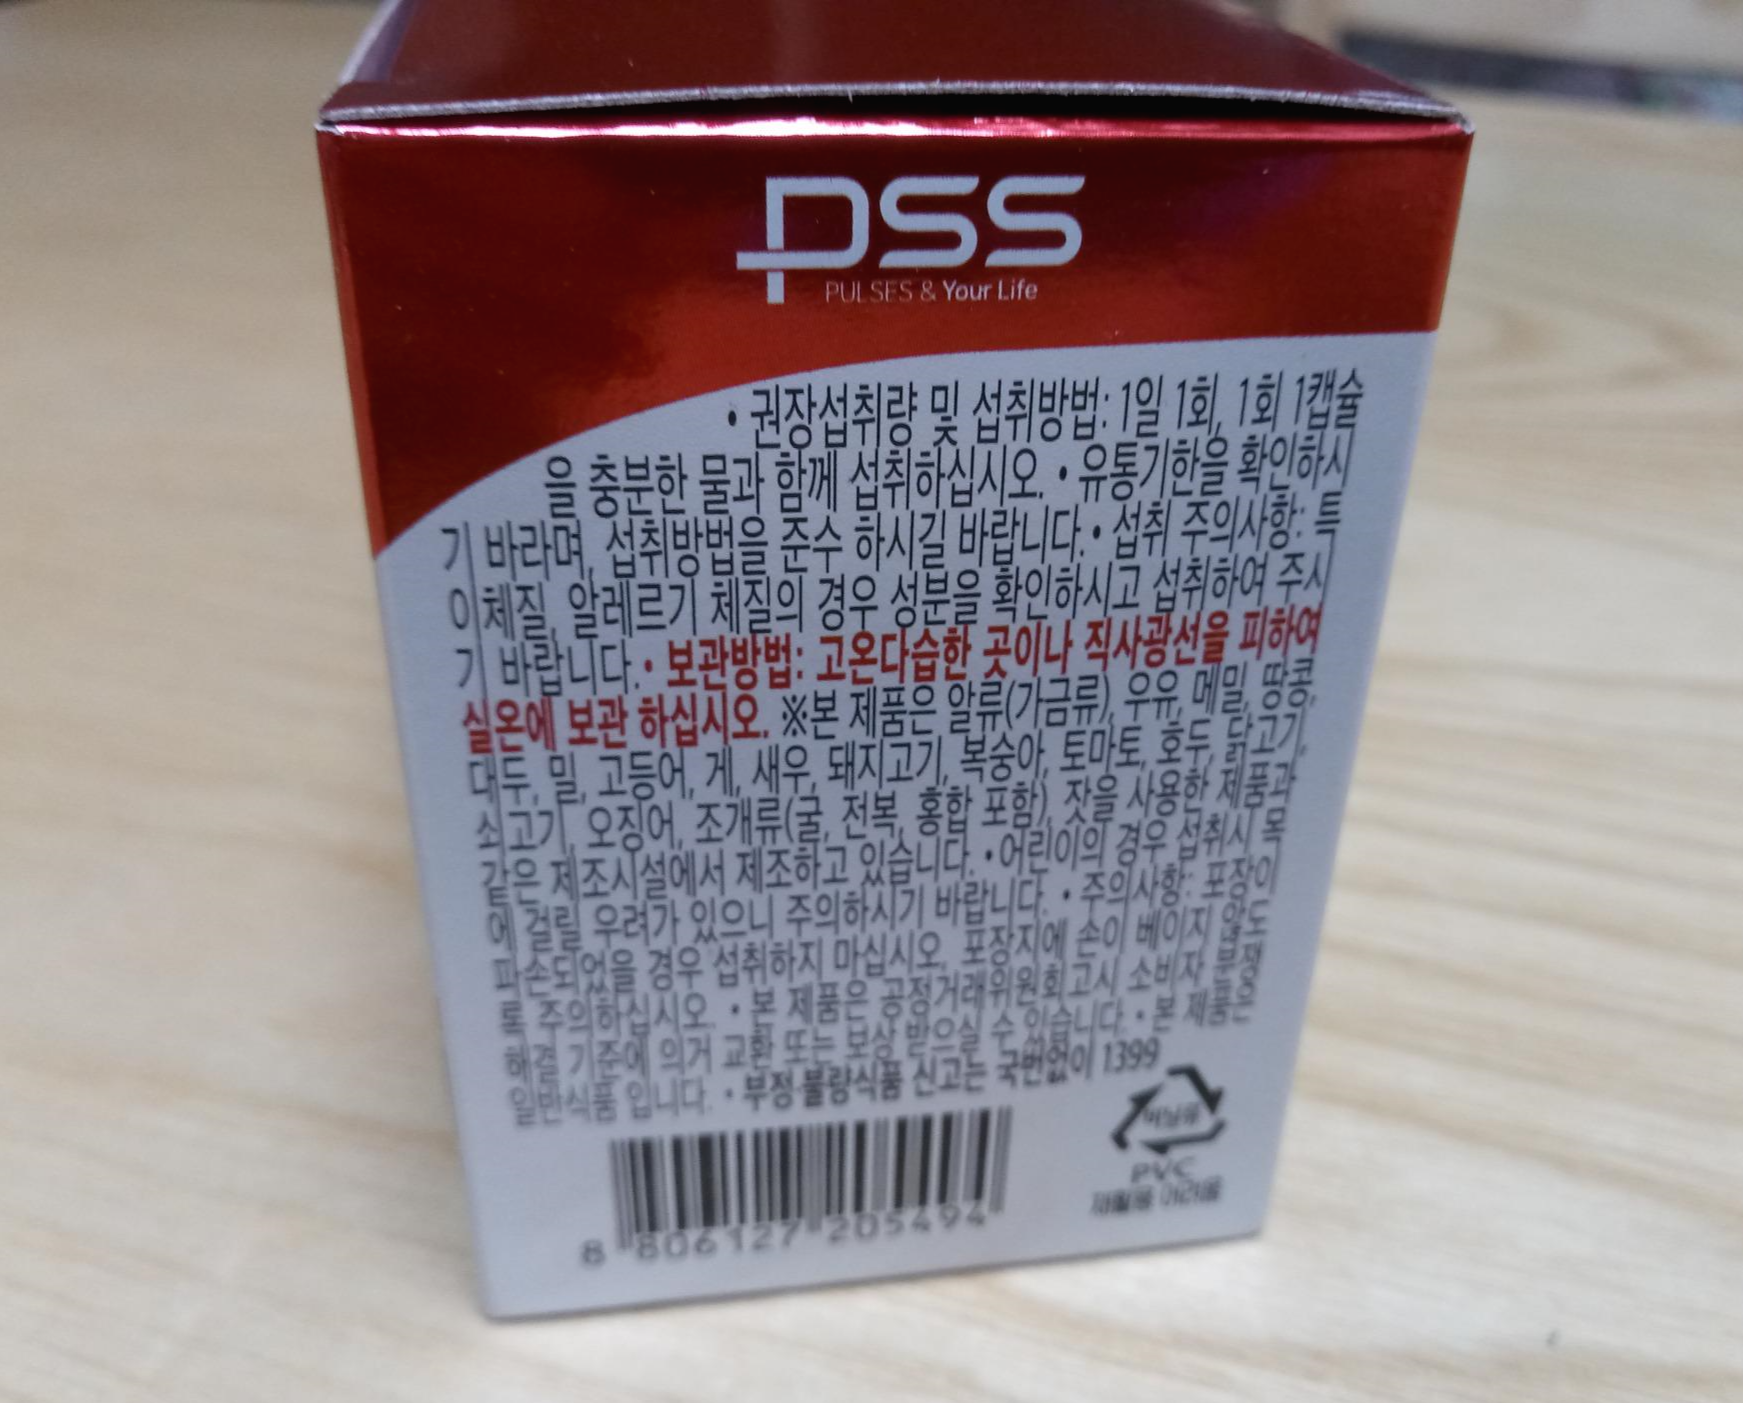 PSS
PULSES & Your Life
• 권장섭취량 및 섭취방법: 1일 1회, 1회 1캡슐
을 충분한 물과 함께 섭취하십시오. • 유통기한을 확인하시
기 바라며, 섭취방법을 준수 하시길 바랍니다. • 섭취 주의사항: 특
이체질, 알레르기 체질의 경우 성분을 확인하시고 섭취하여 주시
기 바랍니다. • 보관방법: 고온다습한 곳이나 직사광선을 피하여
실온에 보관 하십시오. ※본 제품은 알류(가금류), 우유, 메밀, 땅콩,
대두, 밀, 고등어, 게, 새우, 돼지고기, 복숭아, 토마토, 호두, 닭고기,
소고기, 오징어, 조개류(굴, 전복, 홍합 포함), 잣을 사용한 제품과
같은 제조시설에서 제조하고 있습니다. • 어린이의 경우 섭취시 목
에 걸릴 우려가 있으니 주의하시기 바랍니다. • 주의사항: 포장이
파손되었을 경우 섭취하지 마십시오. 포장지에 손이 베이지 않도
록 주의하십시오. • 본 제품은 공정거래위원회고시 소비자 분쟁
해결 기준에 의거 교환 또는 보상 받으실 수 있습니다. • 본 제품은
일반식품 입니다. • 부정·불량식품 신고는 국번없이 1399
PVC
8 806127 205494